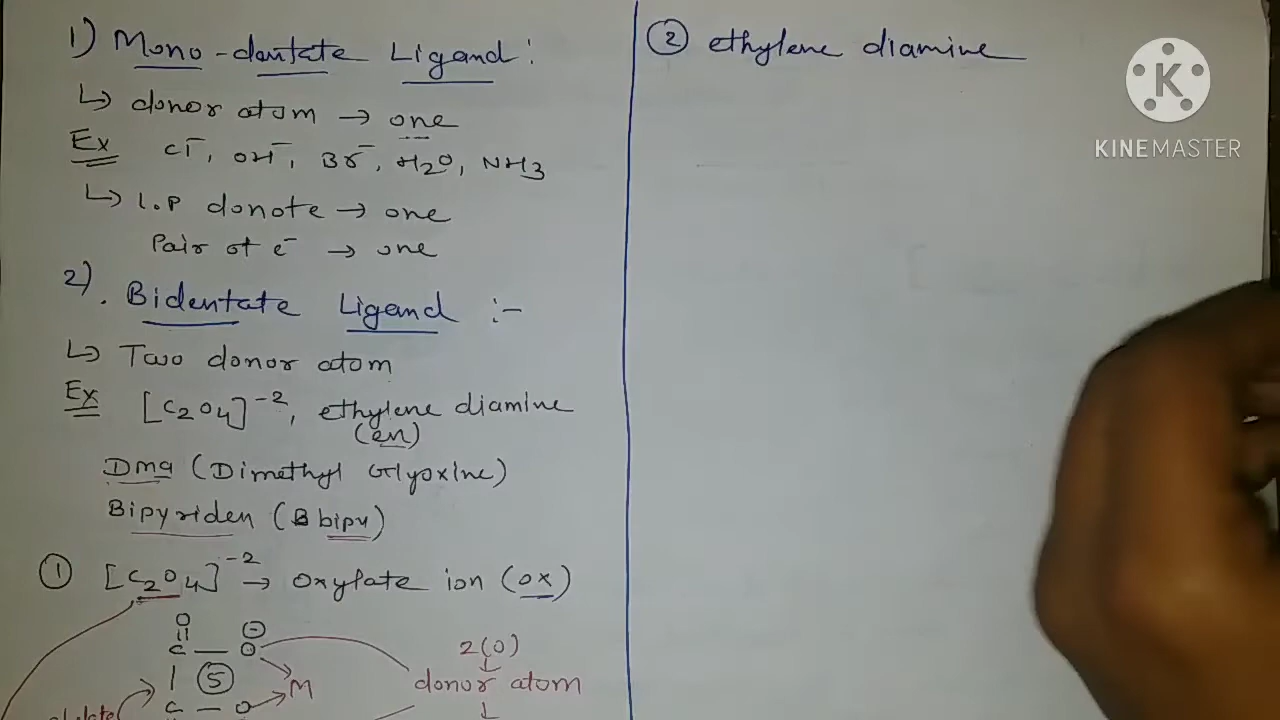 1) Mono-dentate Ligand :
↳ donor atom → one
Ex Cl⁻, OH⁻, Br⁻, H₂O, NH₃
↳ l.P donote → one
Pair of e⁻ → one
2). Bidentate Ligand :-
↳ Two donor atom
Ex [C₂O₄]⁻², ethylene diamine
(en)
Dmg (Dimethyl Glyoxine)
Bipyriden (B bipy)
① [C₂O₄]⁻² → Oxylate ion (ox)
O
||
C — O ⊖
| ⑤ M
C — O
2(O)
↓
donor atom
↓
② ethylene diamine
K
KINEMASTER